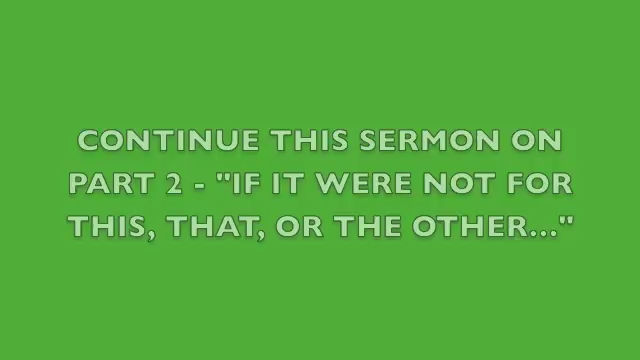 CONTINUE THIS SERMON ON
PART 2 - "IF IT WERE NOT FOR
THIS, THAT, OR THE OTHER..."